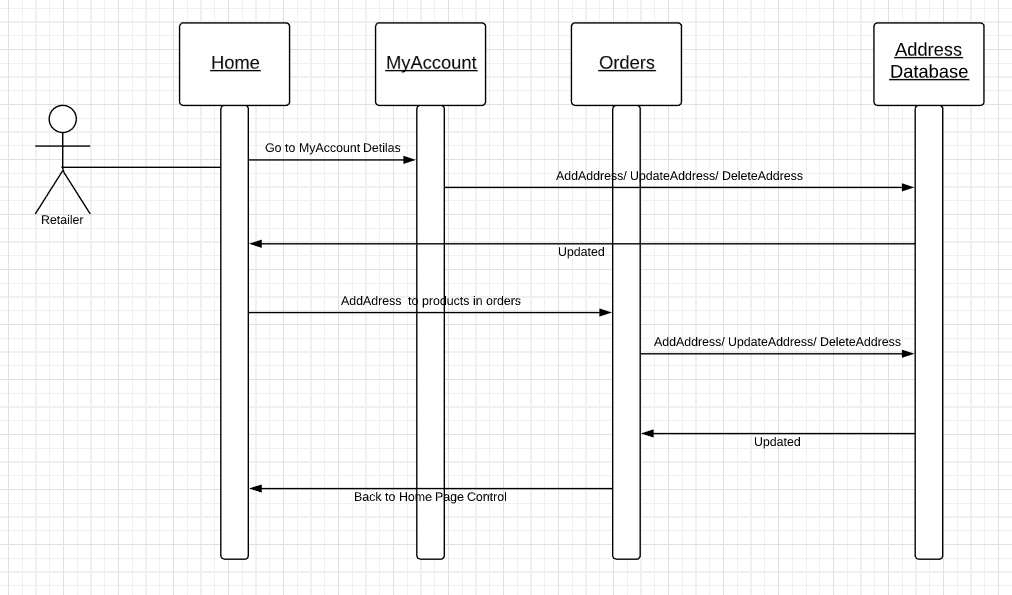 Home
MyAccount
Orders
Address
Database
Go to MyAccount Detilas
AddAddress/ UpdateAddress/ DeleteAddress
Retailer
Updated
AddAdress  to products in orders
AddAddress/ UpdateAddress/ DeleteAddress
Updated
Back to Home Page Control